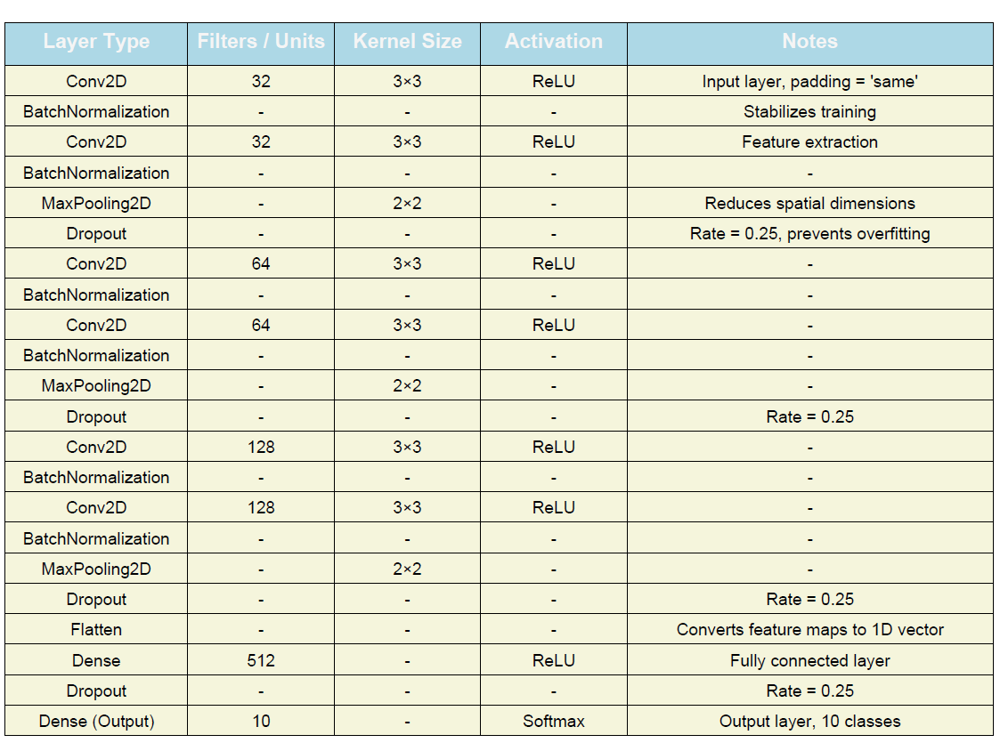 Layer Type Filters / Units Kernel Size Activation Notes
Conv2D 32 3×3 ReLU Input layer, padding = 'same'
BatchNormalization - - - Stabilizes training
Conv2D 32 3×3 ReLU Feature extraction
BatchNormalization - - - -
MaxPooling2D - 2×2 - Reduces spatial dimensions
Dropout - - - Rate = 0.25, prevents overfitting
Conv2D 64 3×3 ReLU -
BatchNormalization - - - -
Conv2D 64 3×3 ReLU -
BatchNormalization - - - -
MaxPooling2D - 2×2 - -
Dropout - - - Rate = 0.25
Conv2D 128 3×3 ReLU -
BatchNormalization - - - -
Conv2D 128 3×3 ReLU -
BatchNormalization - - - -
MaxPooling2D - 2×2 - -
Dropout - - - Rate = 0.25
Flatten - - - Converts feature maps to 1D vector
Dense 512 - ReLU Fully connected layer
Dropout - - - Rate = 0.25
Dense (Output) 10 - Softmax Output layer, 10 classes